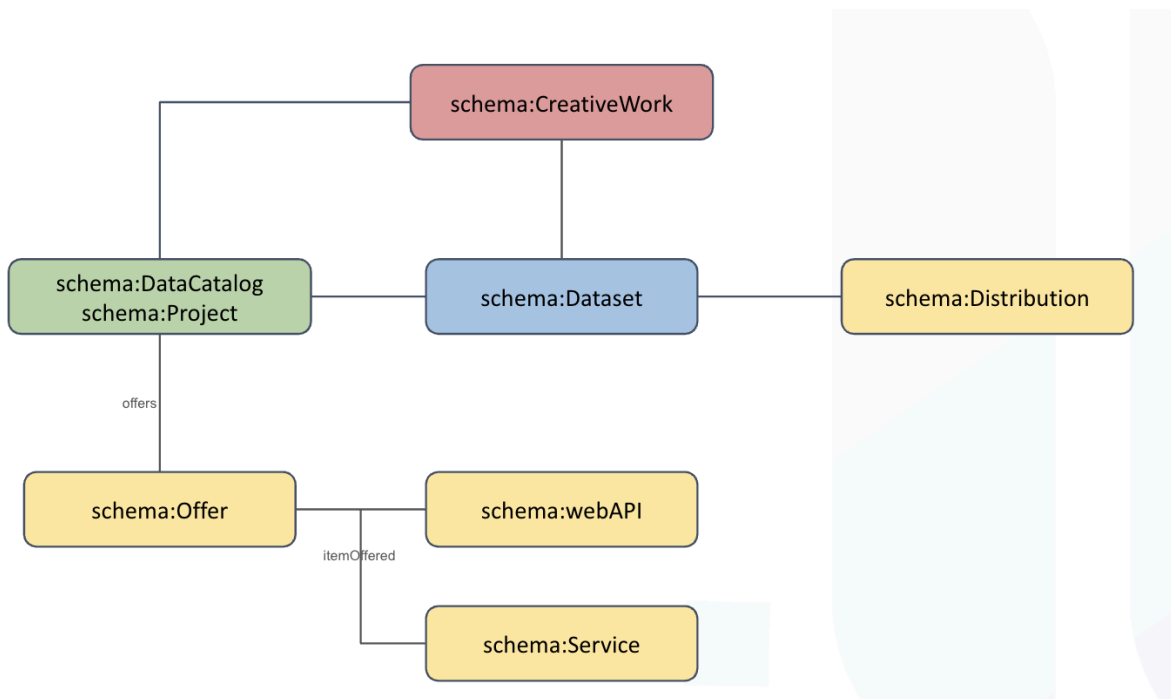 schema:CreativeWork
schema:DataCatalog
schema:Project
schema:Dataset
schema:Distribution
offers
schema:Offer
schema:webAPI
itemOffered
schema:Service